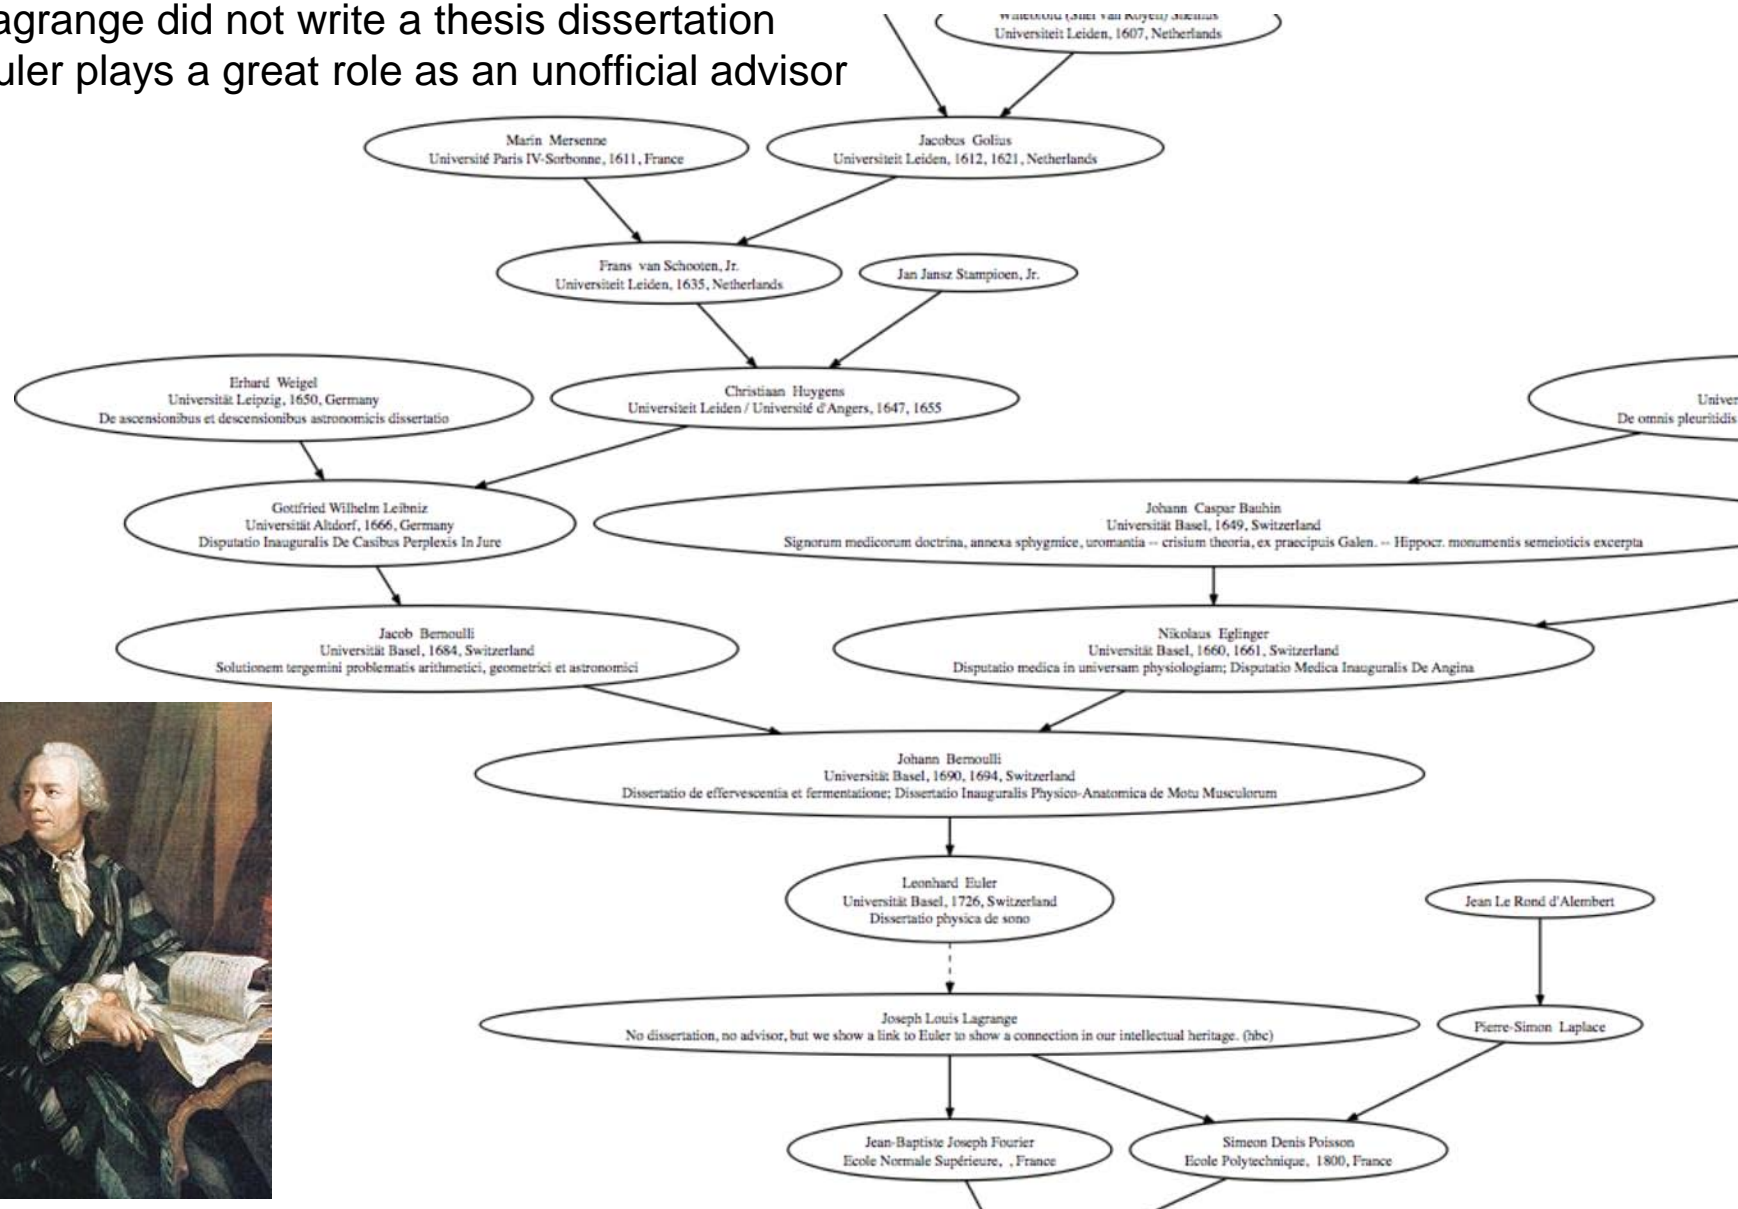 agrange did not write a thesis dissertation
uler plays a great role as an unofficial advisor
Universiteit Leiden, 1607, Netherlands
Marin Mersenne
Université Paris IV-Sorbonne, 1611, France
Jacobus Golius
Universiteit Leiden, 1612, 1621, Netherlands
Frans van Schooten, Jr.
Universiteit Leiden, 1635, Netherlands
Jan Jansz Stampioen, Jr.
Erhard Weigel
Universität Leipzig, 1650, Germany
De ascensionibus et descensionibus astronomicis dissertatio
Christiaan Huygens
Universiteit Leiden / Université d'Angers, 1647, 1655
Univer
De omnis pleuritidis
Gottfried Wilhelm Leibniz
Universität Altdorf, 1666, Germany
Disputatio Inauguralis De Casibus Perplexis In Jure
Johann Caspar Bauhin
Universität Basel, 1649, Switzerland
Signorum medicorum doctrina, annexa sphygmice, uromantia -- crisium theoria, ex praecipuis Galen. -- Hippocr. monumentis semeioticis excerpta
Jacob Bernoulli
Universität Basel, 1684, Switzerland
Solutionem tergemini problematis arithmetici, geometrici et astronomici
Nikolaus Eglinger
Universität Basel, 1660, 1661, Switzerland
Disputatio medica in universam physiologiam; Disputatio Medica Inauguralis De Angina
Johann Bernoulli
Universität Basel, 1690, 1694, Switzerland
Dissertatio de effervescentia et fermentatione; Dissertatio Inauguralis Physico-Anatomica de Motu Musculorum
Leonhard Euler
Universität Basel, 1726, Switzerland
Dissertatio physica de sono
Jean Le Rond d'Alembert
Joseph Louis Lagrange
No dissertation, no advisor, but we show a link to Euler to show a connection in our intellectual heritage. (hbc)
Pierre-Simon Laplace
Jean-Baptiste Joseph Fourier
Ecole Normale Supérieure, , France
Simeon Denis Poisson
Ecole Polytechnique, 1800, France